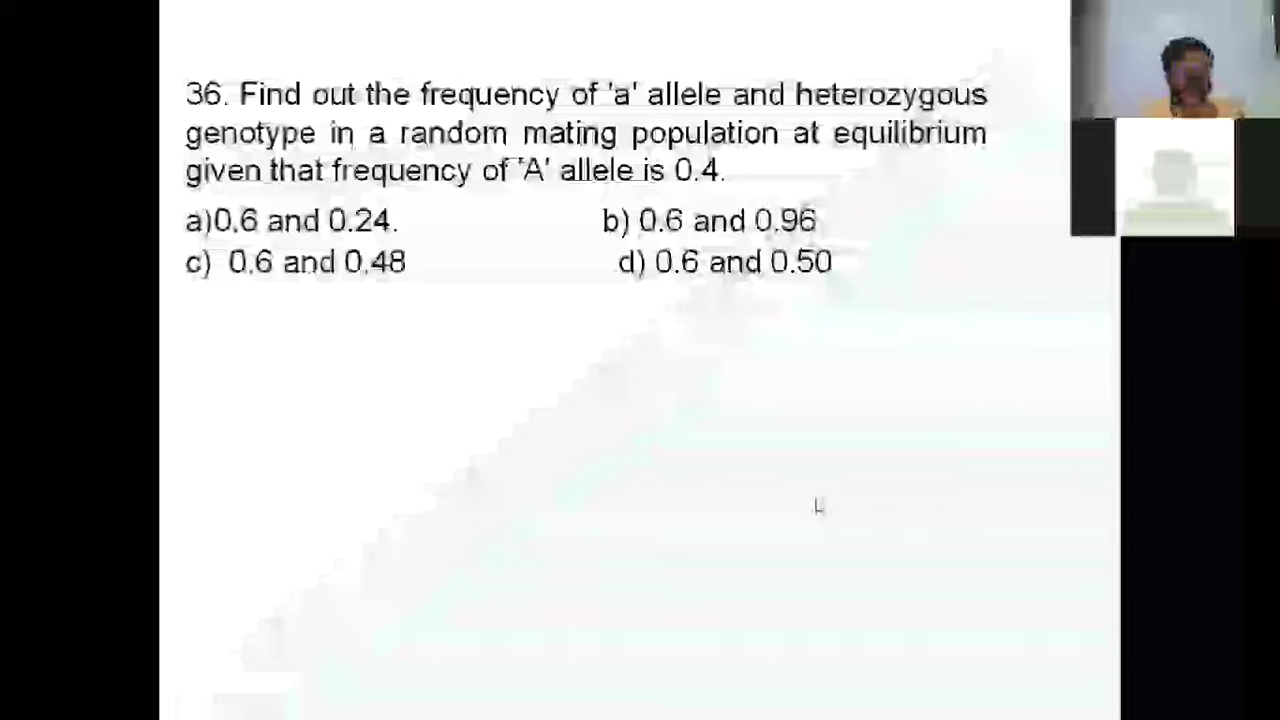 36. Find out the frequency of 'a' allele and heterozygous
genotype in a random mating population at equilibrium
given that frequency of 'A' allele is 0.4.
a)0.6 and 0.24. b) 0.6 and 0.96
c) 0.6 and 0.48 d) 0.6 and 0.50